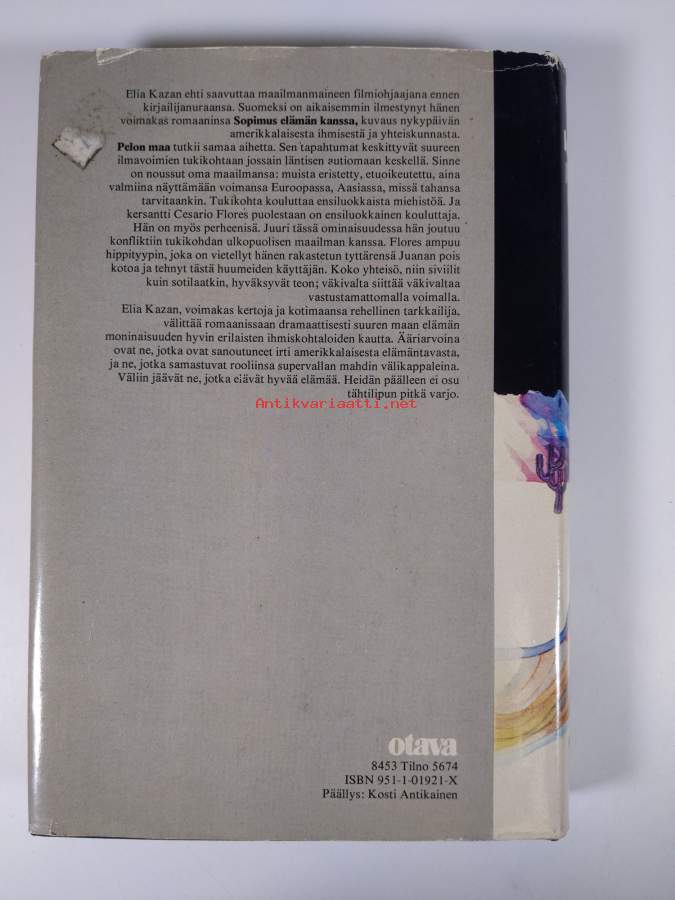 Elia Kazan ehti saavuttaa maailmanmaineen filmiohjaajana ennen
kirjailijanuraansa. Suomeksi on aikaisemmin ilmestynyt hänen
voimakas romaaninsa Sopimus elämän kanssa, kuvaus nykypäivän
amerikkalaisesta ihmisestä ja yhteiskunnasta.
Pelon maa tutkii samaa aihetta. Sen tapahtumat keskittyvät suureen
ilmavoimien tukikohtaan jossain läntisen autiomaan keskellä. Sinne
on noussut oma maailmansa: muista eristetty, etuoikeutettu, aina
valmiina näyttämään voimansa Euroopassa, Aasiassa, missä tahansa
tarvitaankin. Tukikohta kouluttaa ensiluokkaista miehistöä. Ja
kersantti Cesario Flores puolestaan on ensiluokkainen kouluttaja.
Hän on myös perheenisä. Juuri tässä ominaisuudessa hän joutuu
konfliktiin tukikohdan ulkopuolisen maailman kanssa. Flores ampuu
hippityypin, joka on vietellyt hänen rakastetun tyttärensä Juanan pois
kotoa ja tehnyt tästä huumeiden käyttäjän. Koko yhteisö, niin siviilit
kuin sotilaatkin, hyväksyvät teon; väkivalta siittää väkivaltaa
vastustamattomalla voimalla.
Elia Kazan, voimakas kertoja ja kotimaansa rehellinen tarkkailija,
välittää romaanissaan dramaattisesti suuren maan elämän
moninaisuuden hyvin erilaisten ihmiskohtaloiden kautta. Ääriarvoina
ovat ne, jotka ovat sanoutuneet irti amerikkalaisesta elämäntavasta,
ja ne, jotka samastuvat rooliinsa supervallan mahdin välikappaleina.
Väliin jäävät ne, jotka elävät hyvää elämää. Heidän päälleen ei osu
tähtilipun pitkä varjo.
Antikvariaatti.net
otava
8453 Tilno 5674
ISBN 951-1-01921-X
Päällys: Kosti Antikainen